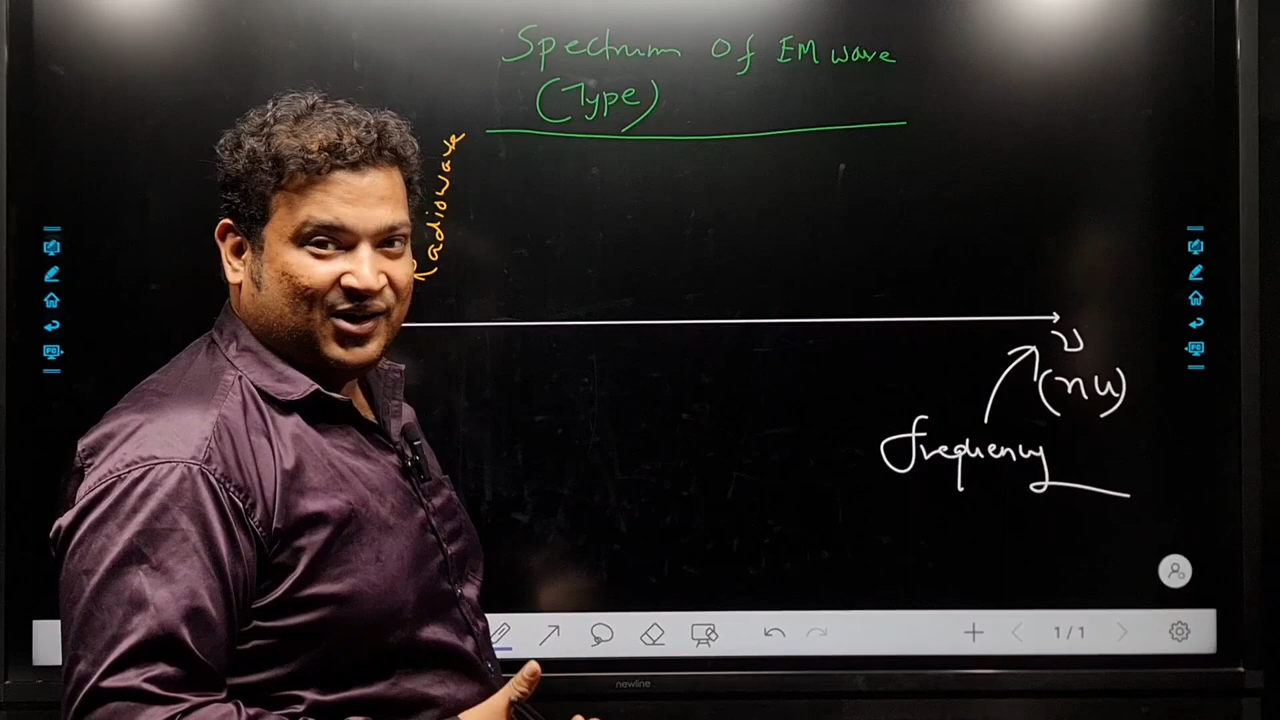 Spectrum of EM wave
(Type)
Radiowave
ν
(nu)
frequency
1/1
newline